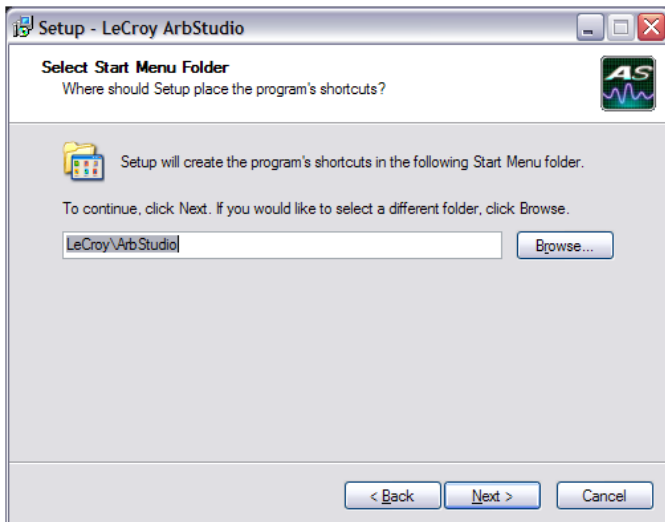 Setup - LeCroy ArbStudio
Select Start Menu Folder
Where should Setup place the program's shortcuts?
AS
Setup will create the program's shortcuts in the following Start Menu folder.
To continue, click Next. If you would like to select a different folder, click Browse.
LeCroy\ArbStudio
Browse...
< Back
Next >
Cancel